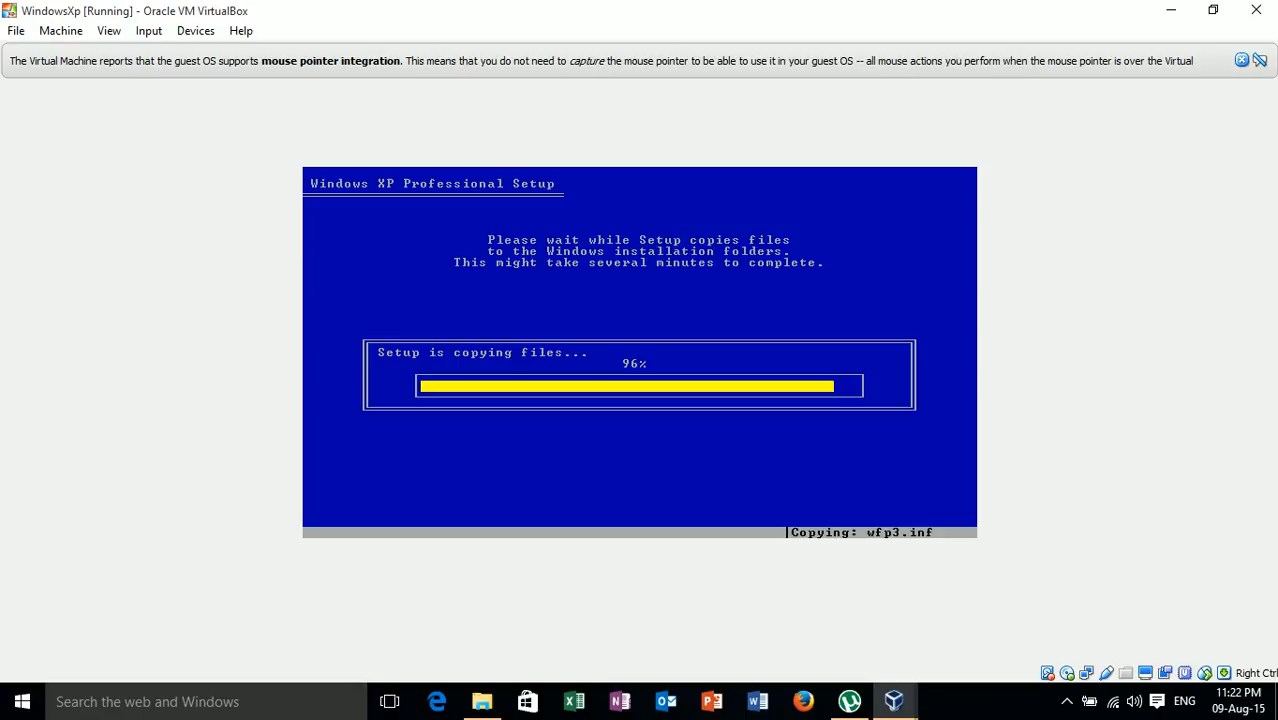 WindowsXp [Running] - Oracle VM VirtualBox
File Machine View Input Devices Help
The Virtual Machine reports that the guest OS supports mouse pointer integration. This means that you do not need to capture the mouse pointer to be able to use it in your guest OS -- all mouse actions you perform when the mouse pointer is over the Virtual
Windows XP Professional Setup
Please wait while Setup copies files
to the Windows installation folders.
This might take several minutes to complete.
Setup is copying files...
96%
Copying: wfp3.inf
Right Ctrl
Search the web and Windows
ENG
11:22 PM
09-Aug-15